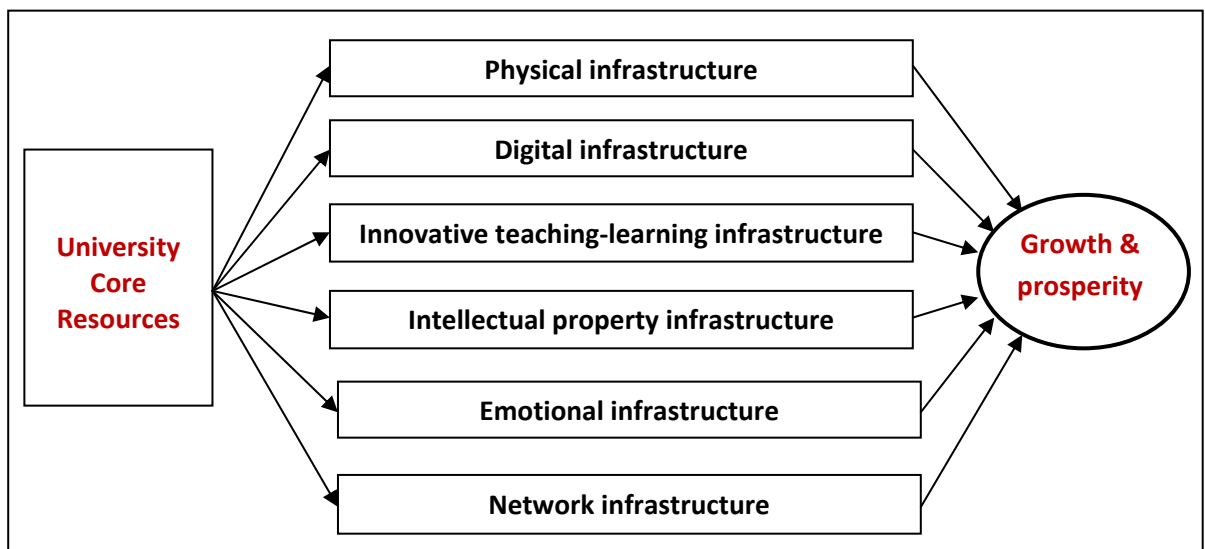 Physical infrastructure
Digital infrastructure
University
Core
Resources
Innovative teaching-learning infrastructure
Growth &
prosperity
Intellectual property infrastructure
Emotional infrastructure
Network infrastructure